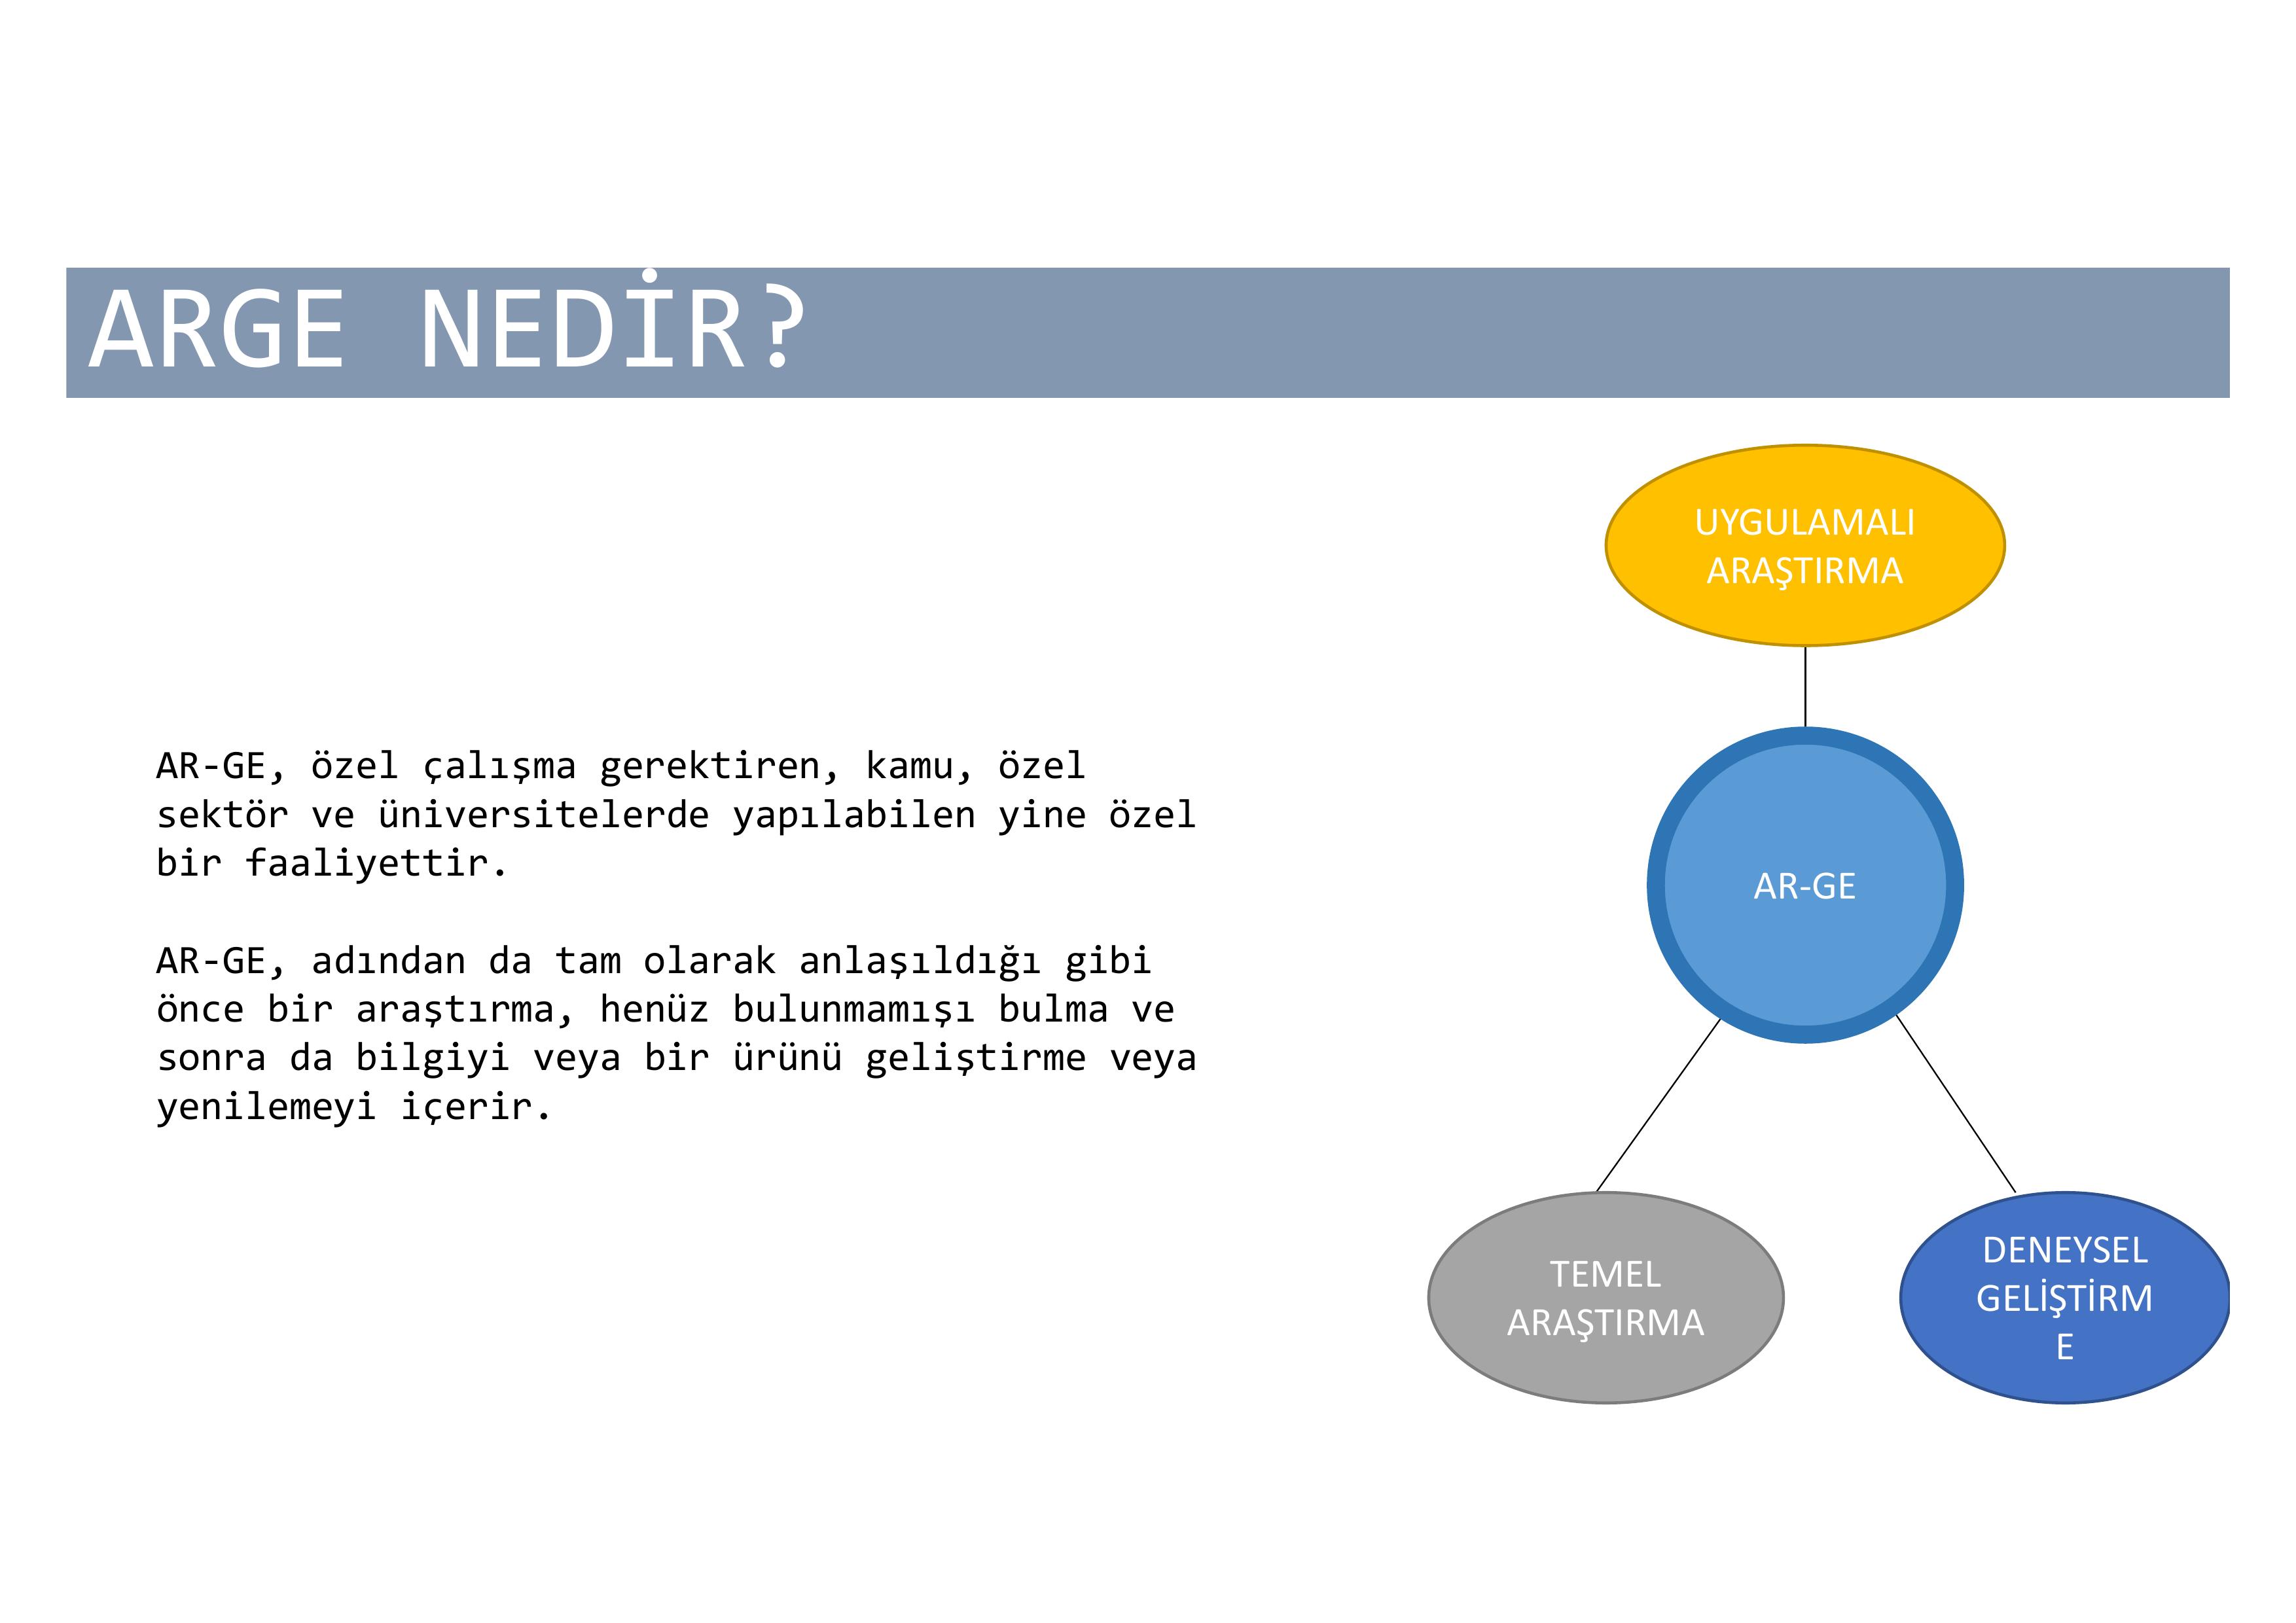 ARGE NEDİR?
AR-GE, özel çalışma gerektiren, kamu, özel
sektör ve üniversitelerde yapılabilen yine özel
bir faaliyettir.
AR-GE, adından da tam olarak anlaşıldığı gibi
önce bir araştırma, henüz bulunmamışı bulma ve
sonra da bilgiyi veya bir ürünü geliştirme veya
yenilemeyi içerir.
UYGULAMALI
ARAŞTIRMA
AR-GE
TEMEL
ARAŞTIRMA
DENEYSEL
GELİŞTİRM
E